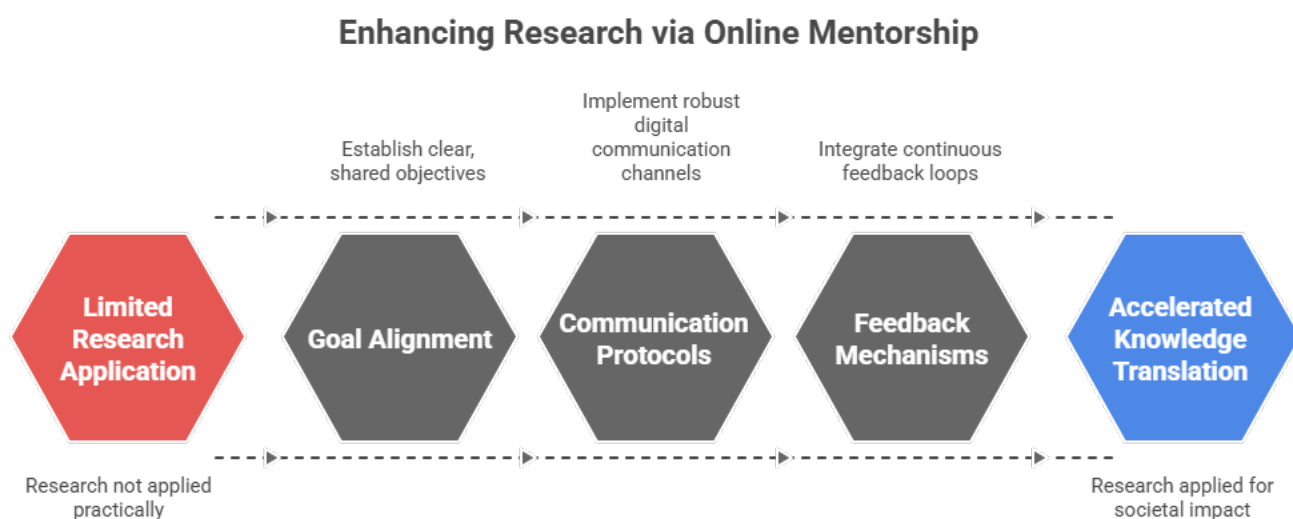 Enhancing Research via Online Mentorship
Establish clear,
shared objectives
Implement robust
digital
communication
channels
Integrate continuous
feedback loops
Limited
Research
Application
Goal Alignment
Communication
Protocols
Feedback
Mechanisms
Accelerated
Knowledge
Translation
Research not applied
practically
Research applied for
societal impact